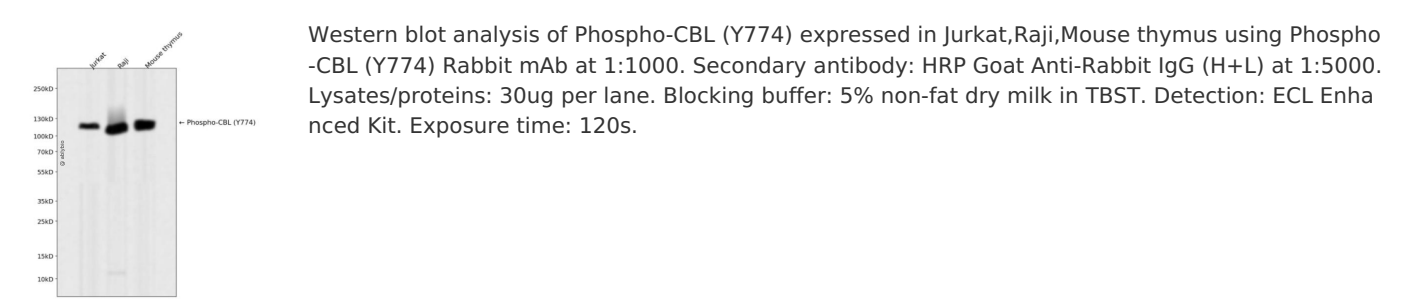 Jurkat
Raji
Mouse thymus
Western blot analysis of Phospho-CBL (Y774) expressed in Jurkat,Raji,Mouse thymus using Phospho
-CBL (Y774) Rabbit mAb at 1:1000. Secondary antibody: HRP Goat Anti-Rabbit IgG (H+L) at 1:5000.
Lysates/proteins: 30ug per lane. Blocking buffer: 5% non-fat dry milk in TBST. Detection: ECL Enha
nced Kit. Exposure time: 120s.
250kD
130kD
← Phospho-CBL (Y774)
100kD
70kD
@ ablybio
55kD
35kD
25kD
15kD
10kD